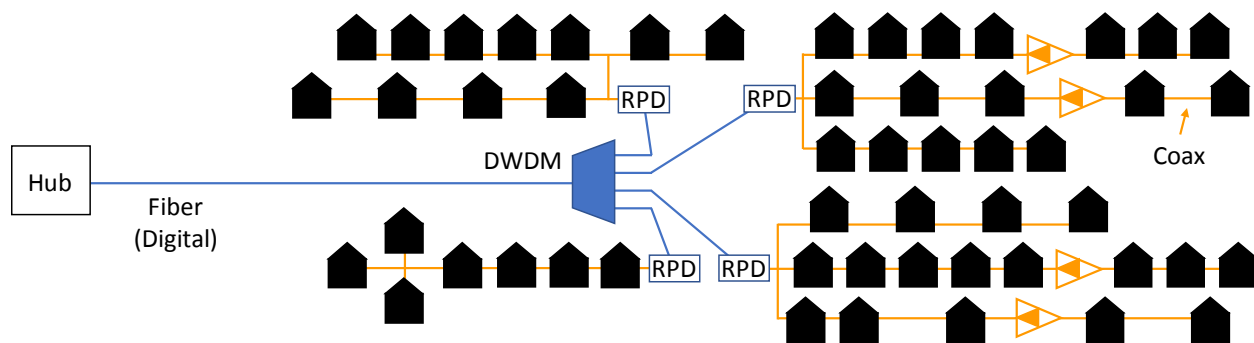 RPD
RPD
DWDM
Coax
Hub
Fiber
(Digital)
RPD
RPD